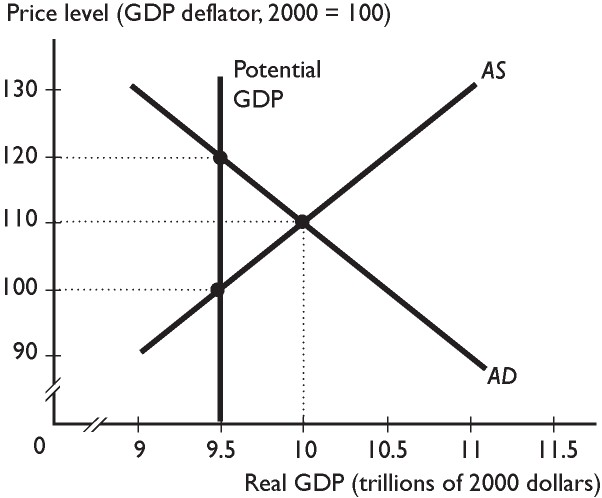 Price level (GDP deflator, 2000 = 100)
Potential
GDP
AS
130
120
110
100
90
AD
0
9
9.5
10
10.5
11
11.5
Real GDP (trillions of 2000 dollars)